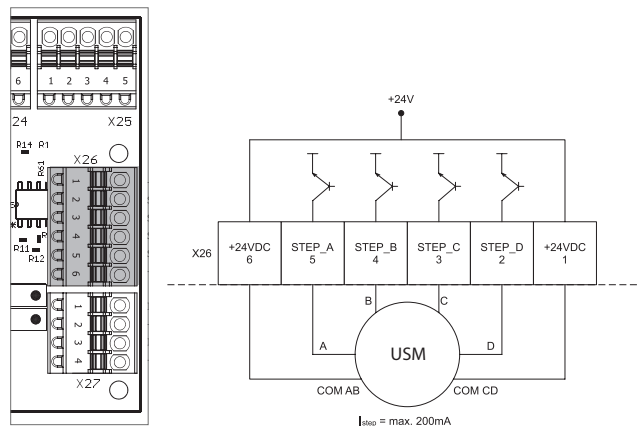 6 1 2 3 4 5
24 X25
R14 R1
X26
R61
1
2
3
4
5
6
R11
R12
1
2
3
4
X27
+24V
X26
+24VDC
6
STEP_A
5
STEP_B
4
STEP_C
3
STEP_D
2
+24VDC
1
B C
A USM D
COM AB COM CD
Istep = max. 200mA